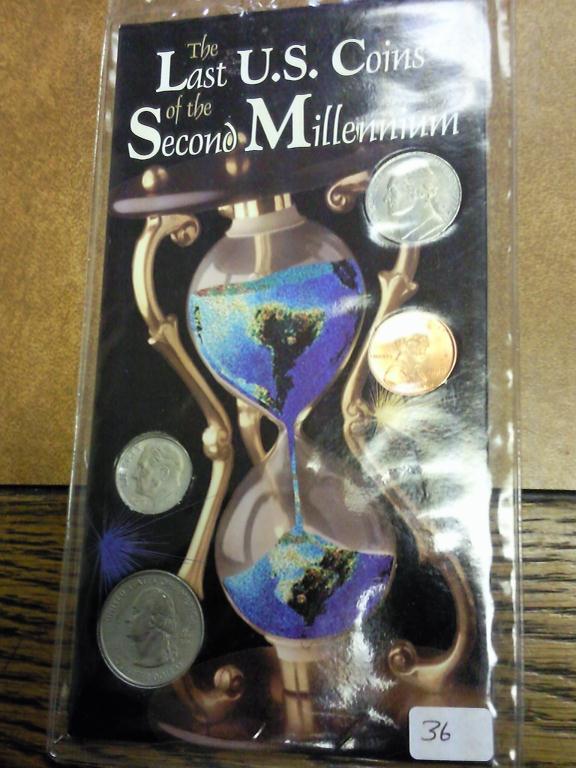 The
Last U.S. Coins
of the
Second Millennium
36